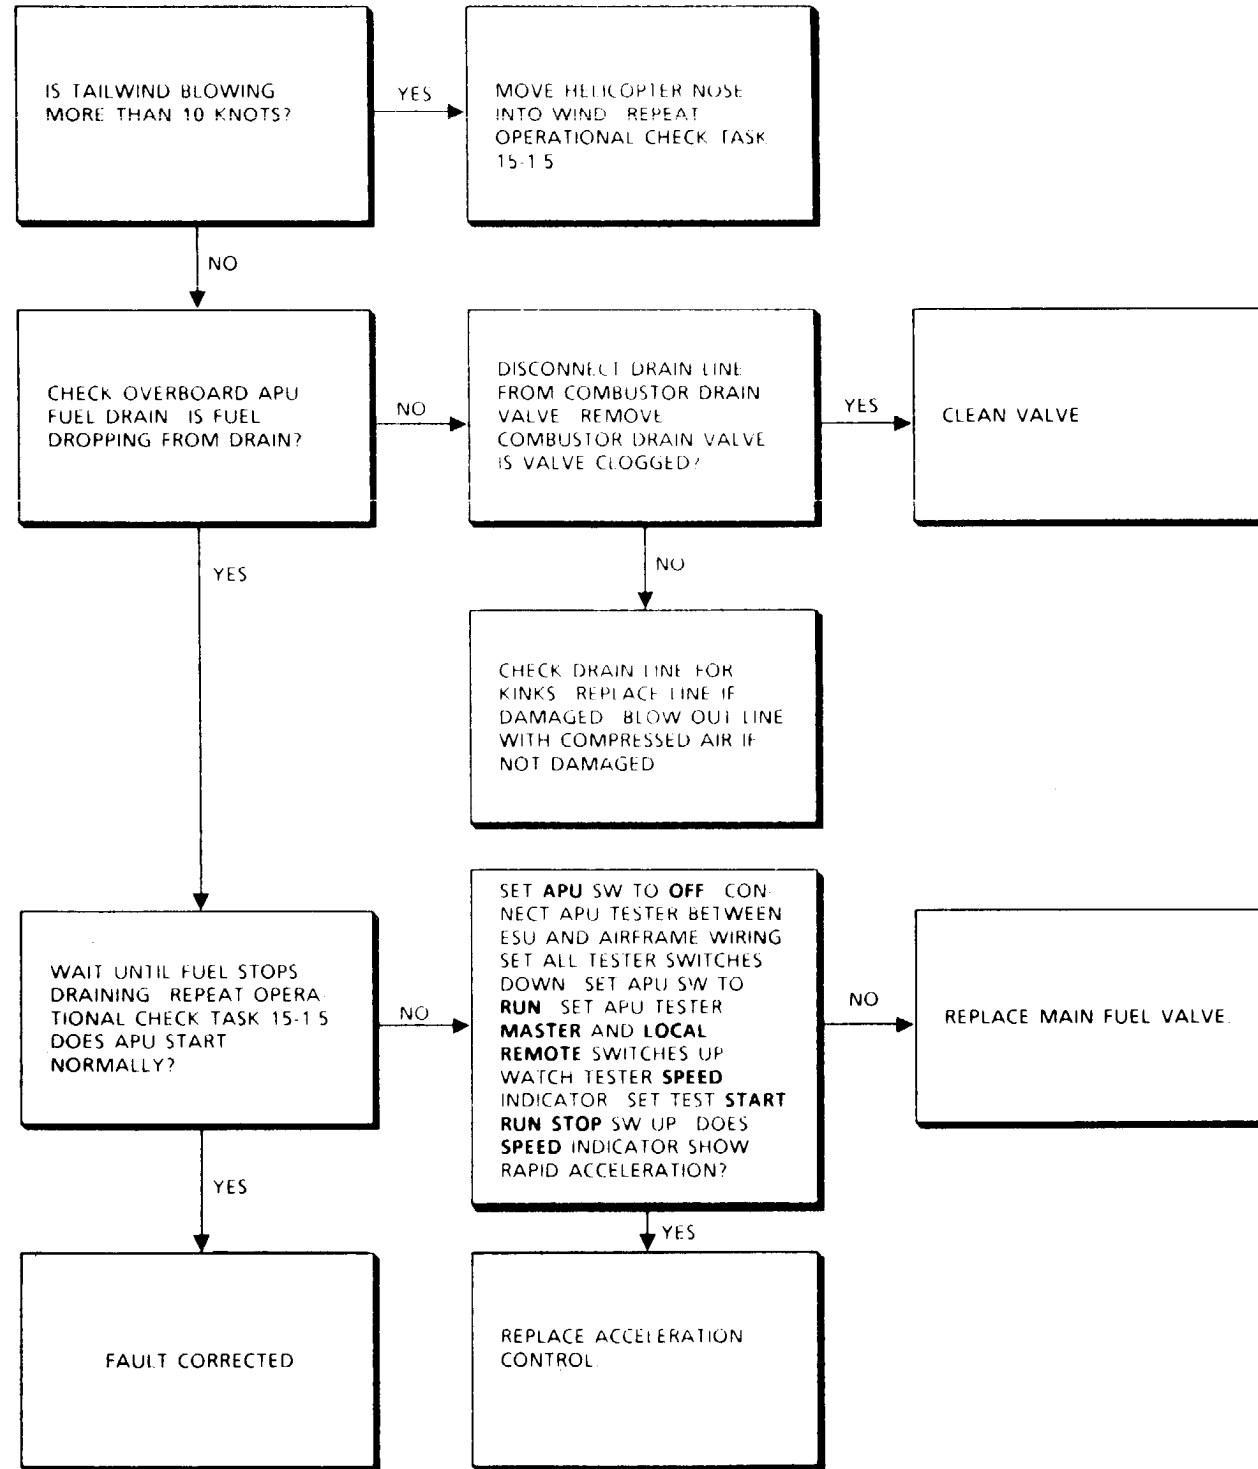 IS TAILWIND BLOWING
MORE THAN 10 KNOTS?
YES
MOVE HELICOPTER NOSE
INTO WIND REPEAT
OPERATIONAL CHECK TASK
15-1 5
NO
CHECK OVERBOARD APU
FUEL DRAIN IS FUEL
DROPPING FROM DRAIN?
NO
DISCONNECT DRAIN LINE
FROM COMBUSTOR DRAIN
VALVE REMOVE
COMBUSTOR DRAIN VALVE
IS VALVE CLOGGED?
YES
CLEAN VALVE
YES
NO
CHECK DRAIN LINE FOR
KINKS REPLACE LINE IF
DAMAGED BLOW OUT LINE
WITH COMPRESSED AIR IF
NOT DAMAGED
WAIT UNTIL FUEL STOPS
DRAINING REPEAT OPERA
TIONAL CHECK TASK 15-1 5
DOES APU START
NORMALLY?
NO
SET APU SW TO OFF CON-
NECT APU TESTER BETWEEN
ESU AND AIRFRAME WIRING
SET ALL TESTER SWITCHES
DOWN SET APU SW TO
RUN SET APU TESTER
MASTER AND LOCAL
REMOTE SWITCHES UP
WATCH TESTER SPEED
INDICATOR SET TEST START
RUN STOP SW UP DOES
SPEED INDICATOR SHOW
RAPID ACCELERATION?
NO
REPLACE MAIN FUEL VALVE.
YES
YES
FAULT CORRECTED
REPLACE ACCELERATION
CONTROL